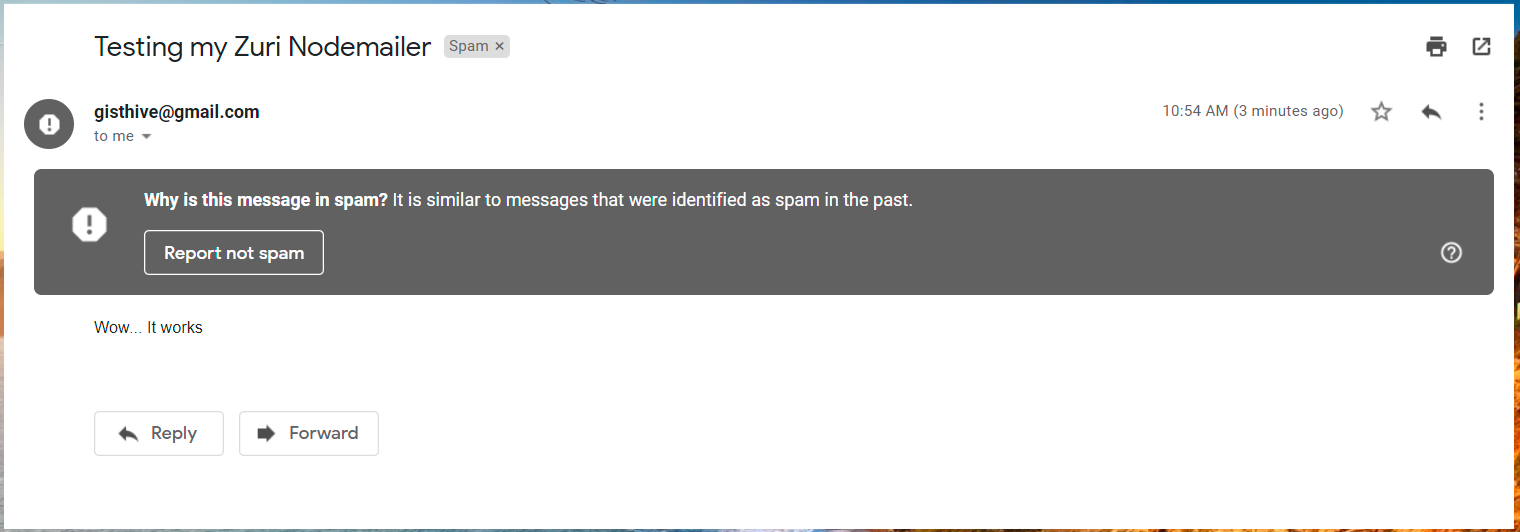 Testing my Zuri Nodemailer Spam ×
gisthive@gmail.com 10:54 AM (3 minutes ago)
to me
Why is this message in spam? It is similar to messages that were identified as spam in the past.
Report not spam
Wow... It works
Reply Forward